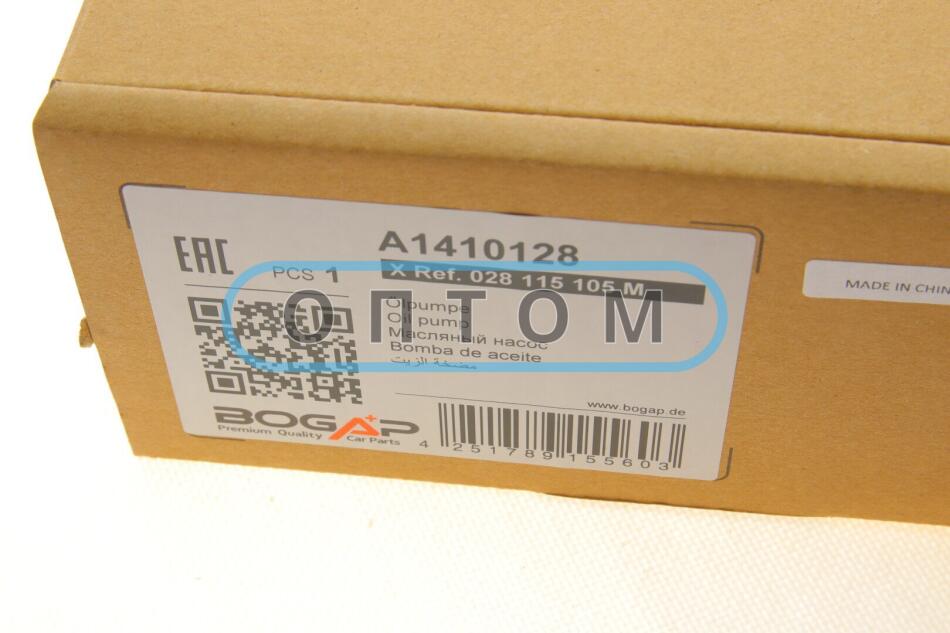 EAC
PCS 1
A1410128
X Ref. 028 115 105 M
Ölpumpe
Oil pump
Масляный насос
Bomba de aceite
مضخة الزيت
ОПТОМ
www.bogap.de
BOGAP
Premium Quality Car Parts
4 251789 155603
MADE IN CHIN